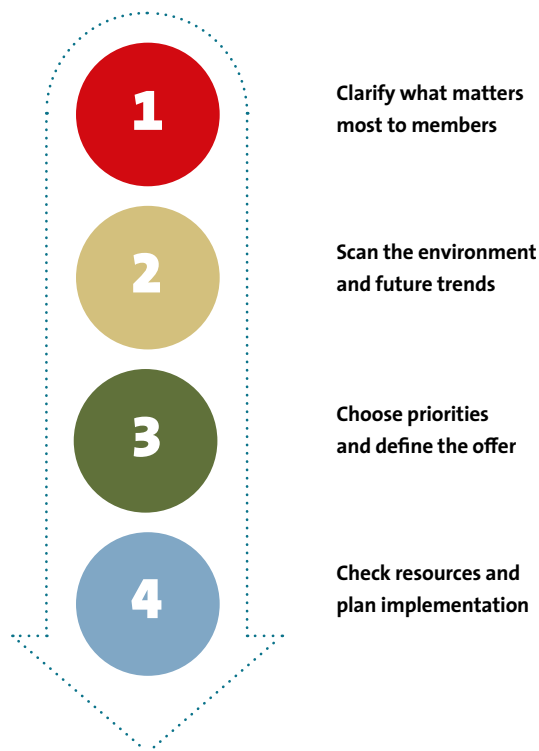 1
Clarify what matters
most to members
2
Scan the environment
and future trends
3
Choose priorities
and define the offer
4
Check resources and
plan implementation